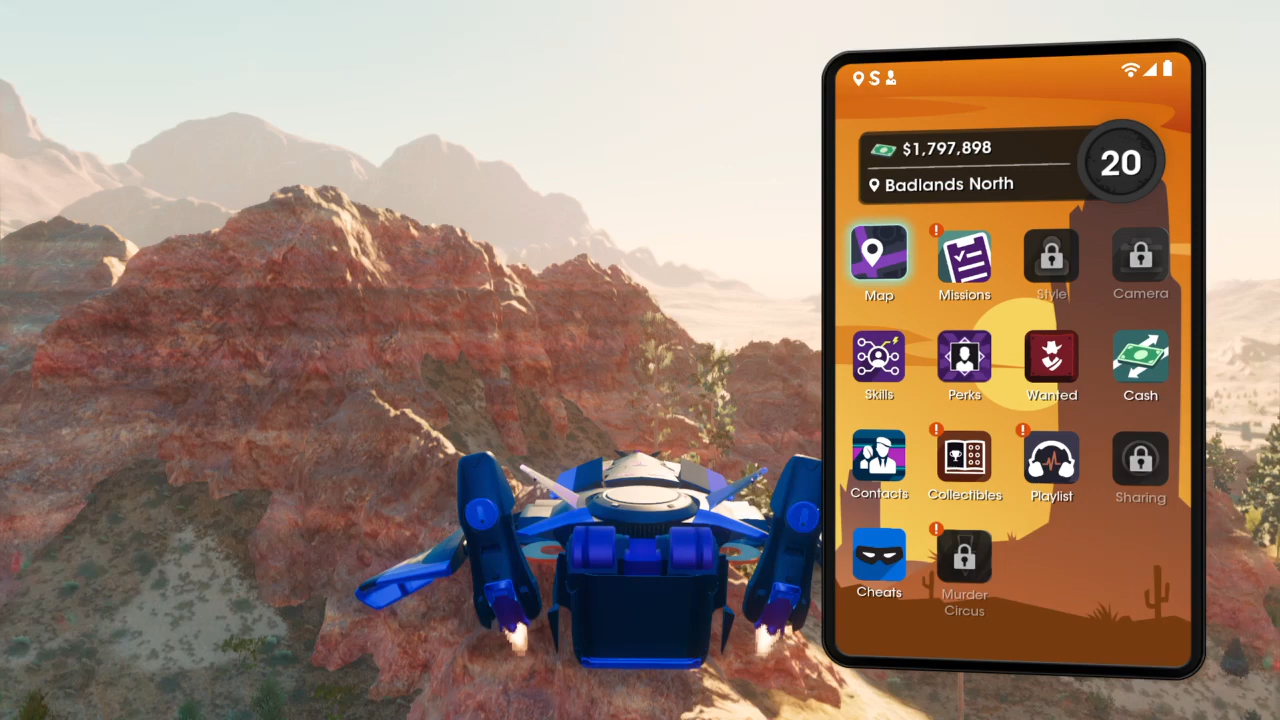 S
$1,797,898
20
Badlands North
Map
Missions
Style
Camera
Skills
Perks
Wanted
Cash
Contacts
Collectibles
Playlist
Sharing
Cheats
Murder
Circus